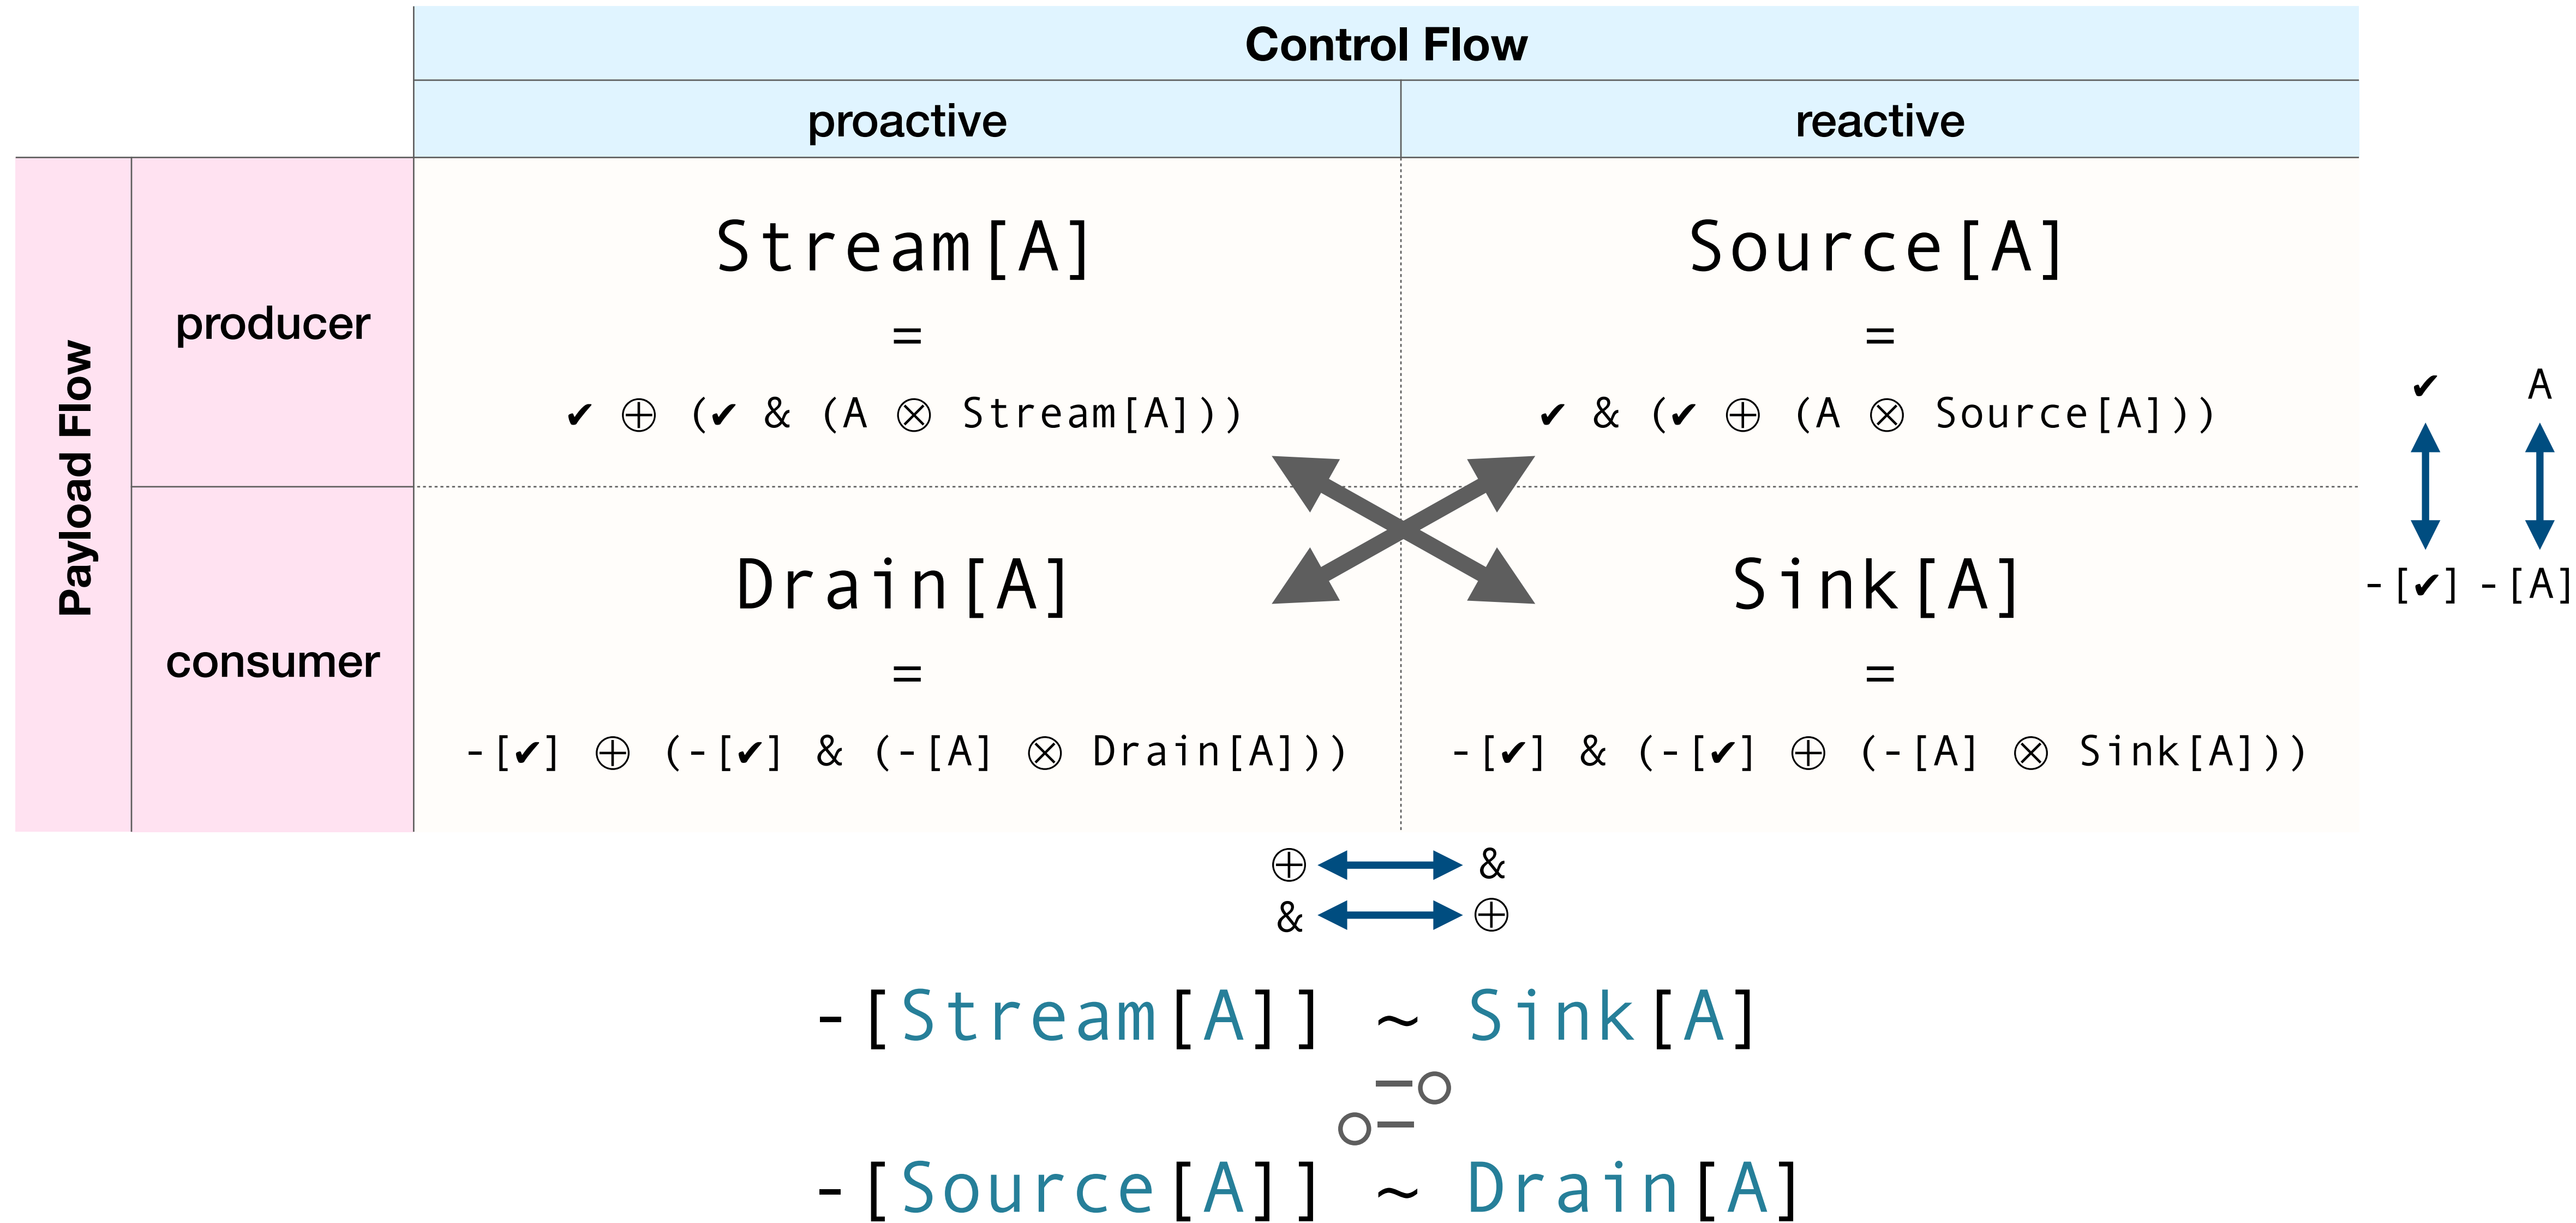 Control Flow
proactive
reactive
Payload Flow
producer
Stream[A]
=
✔ ⊕ (✔ & (A ⊗ Stream[A]))
Source[A]
=
✔ & (✔ ⊕ (A ⊗ Source[A]))
consumer
Drain[A]
=
-[✔] ⊕ (-[✔] & (-[A] ⊗ Drain[A]))
Sink[A]
=
-[✔] & (-[✔] ⊕ (-[A] ⊗ Sink[A]))
✔ A
-[✔] -[A]
⊕ &
& ⊕
-[Stream[A]] ~ Sink[A]
—○
○—
-[Source[A]] ~ Drain[A]